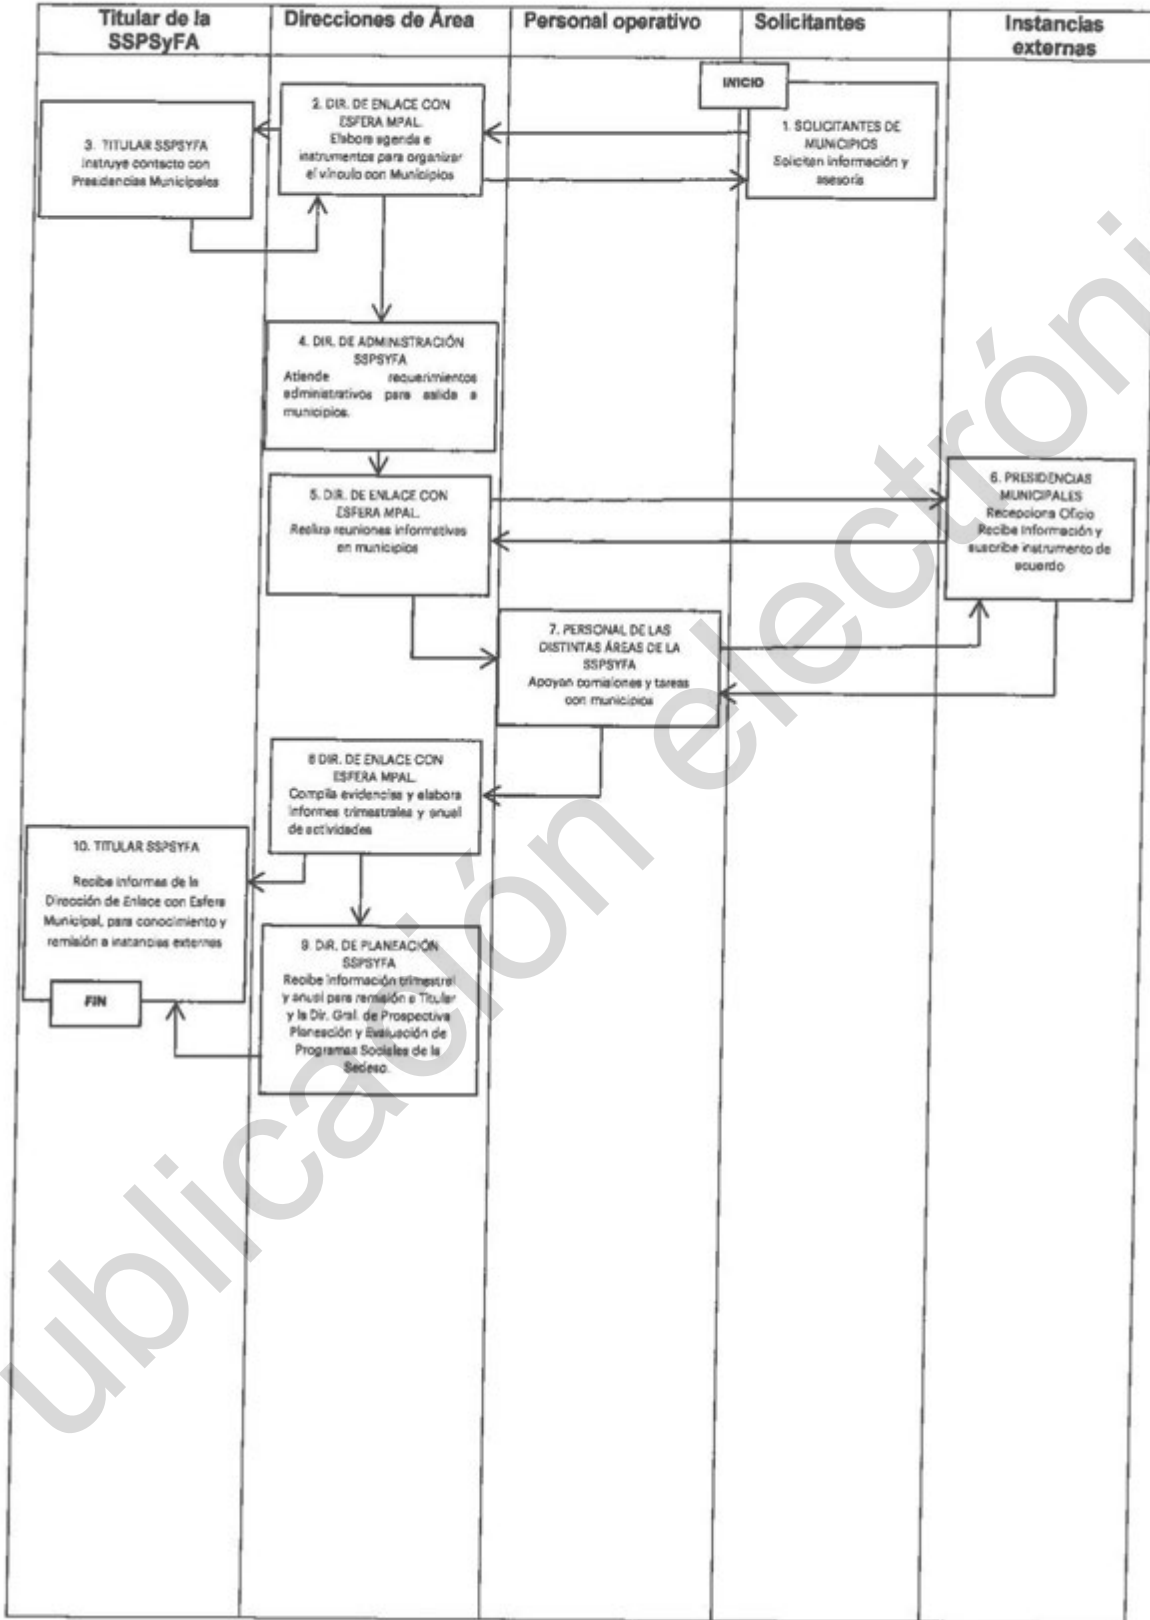 Titular de la
SSPSyFA
Direcciones de Área
Personal operativo
Solicitantes
Instancias
externas
INICIO
1. SOLICITANTES DE
MUNICIPIOS
Solicitan información y
asesoría
2. DIR. DE ENLACE CON
ESFERA MPAL.
Elabora agenda e
instrumentos para organizar
el vínculo con Municipios
3. TITULAR SSPSYFA
Instruye contacto con
Presidencias Municipales
4. DIR. DE ADMINISTRACIÓN
SSPSYFA
Atiende requerimientos
administrativos para salida a
municipios.
5. DIR. DE ENLACE CON
ESFERA MPAL.
Realiza reuniones informativas
en municipios
6. PRESIDENCIAS
MUNICIPALES
Recepciona Oficio
Recibe Información y
suscribe instrumento de
acuerdo
7. PERSONAL DE LAS
DISTINTAS ÁREAS DE LA
SSPSYFA
Apoyan comisiones y tareas
con municipios
8 DIR. DE ENLACE CON
ESFERA MPAL.
Compila evidencias y elabora
informes trimestrales y anual
de actividades
10. TITULAR SSPSYFA
Recibe Informes de la
Dirección de Enlace con Esfera
Municipal, para conocimiento y
remisión a instancias externas
FIN
9. DIR. DE PLANEACIÓN
SSPSYFA
Recibe información trimestral
y anual para remisión a Titular
y la Dir. Gral. de Prospectiva
Planeación y Evaluación de
Programas Sociales de la
Sedeso.
ublicación electróni